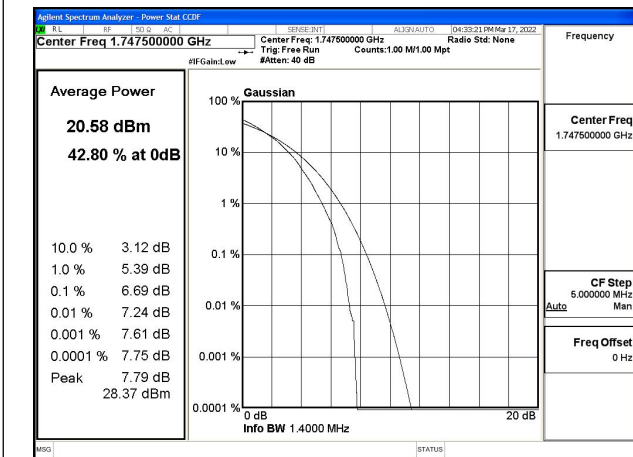 Agilent Spectrum Analyzer - Power Stat CCDF
RL RF 50 Ω AC SENSE:INT ALIGN AUTO 04:33:21 PM Mar 17, 2022
Center Freq 1.747500000 GHz
Center Freq: 1.747500000 GHz Radio Std: None
Trig: Free Run Counts:1.00 M/1.00 Mpt
#IFGain:Low #Atten: 40 dB
Frequency
Average Power
20.58 dBm
42.80 % at 0dB
10.0 % 3.12 dB
1.0 % 5.39 dB
0.1 % 6.69 dB
0.01 % 7.24 dB
0.001 % 7.61 dB
0.0001 % 7.75 dB
Peak 7.79 dB
28.37 dBm
Gaussian
100 %
10 %
1 %
0.1 %
0.01 %
0.001 %
0.0001 %
0 dB 20 dB
Info BW 1.4000 MHz
Center Freq
1.747500000 GHz
CF Step
5.000000 MHz
Auto Man
Freq Offset
0 Hz
MSG STATUS